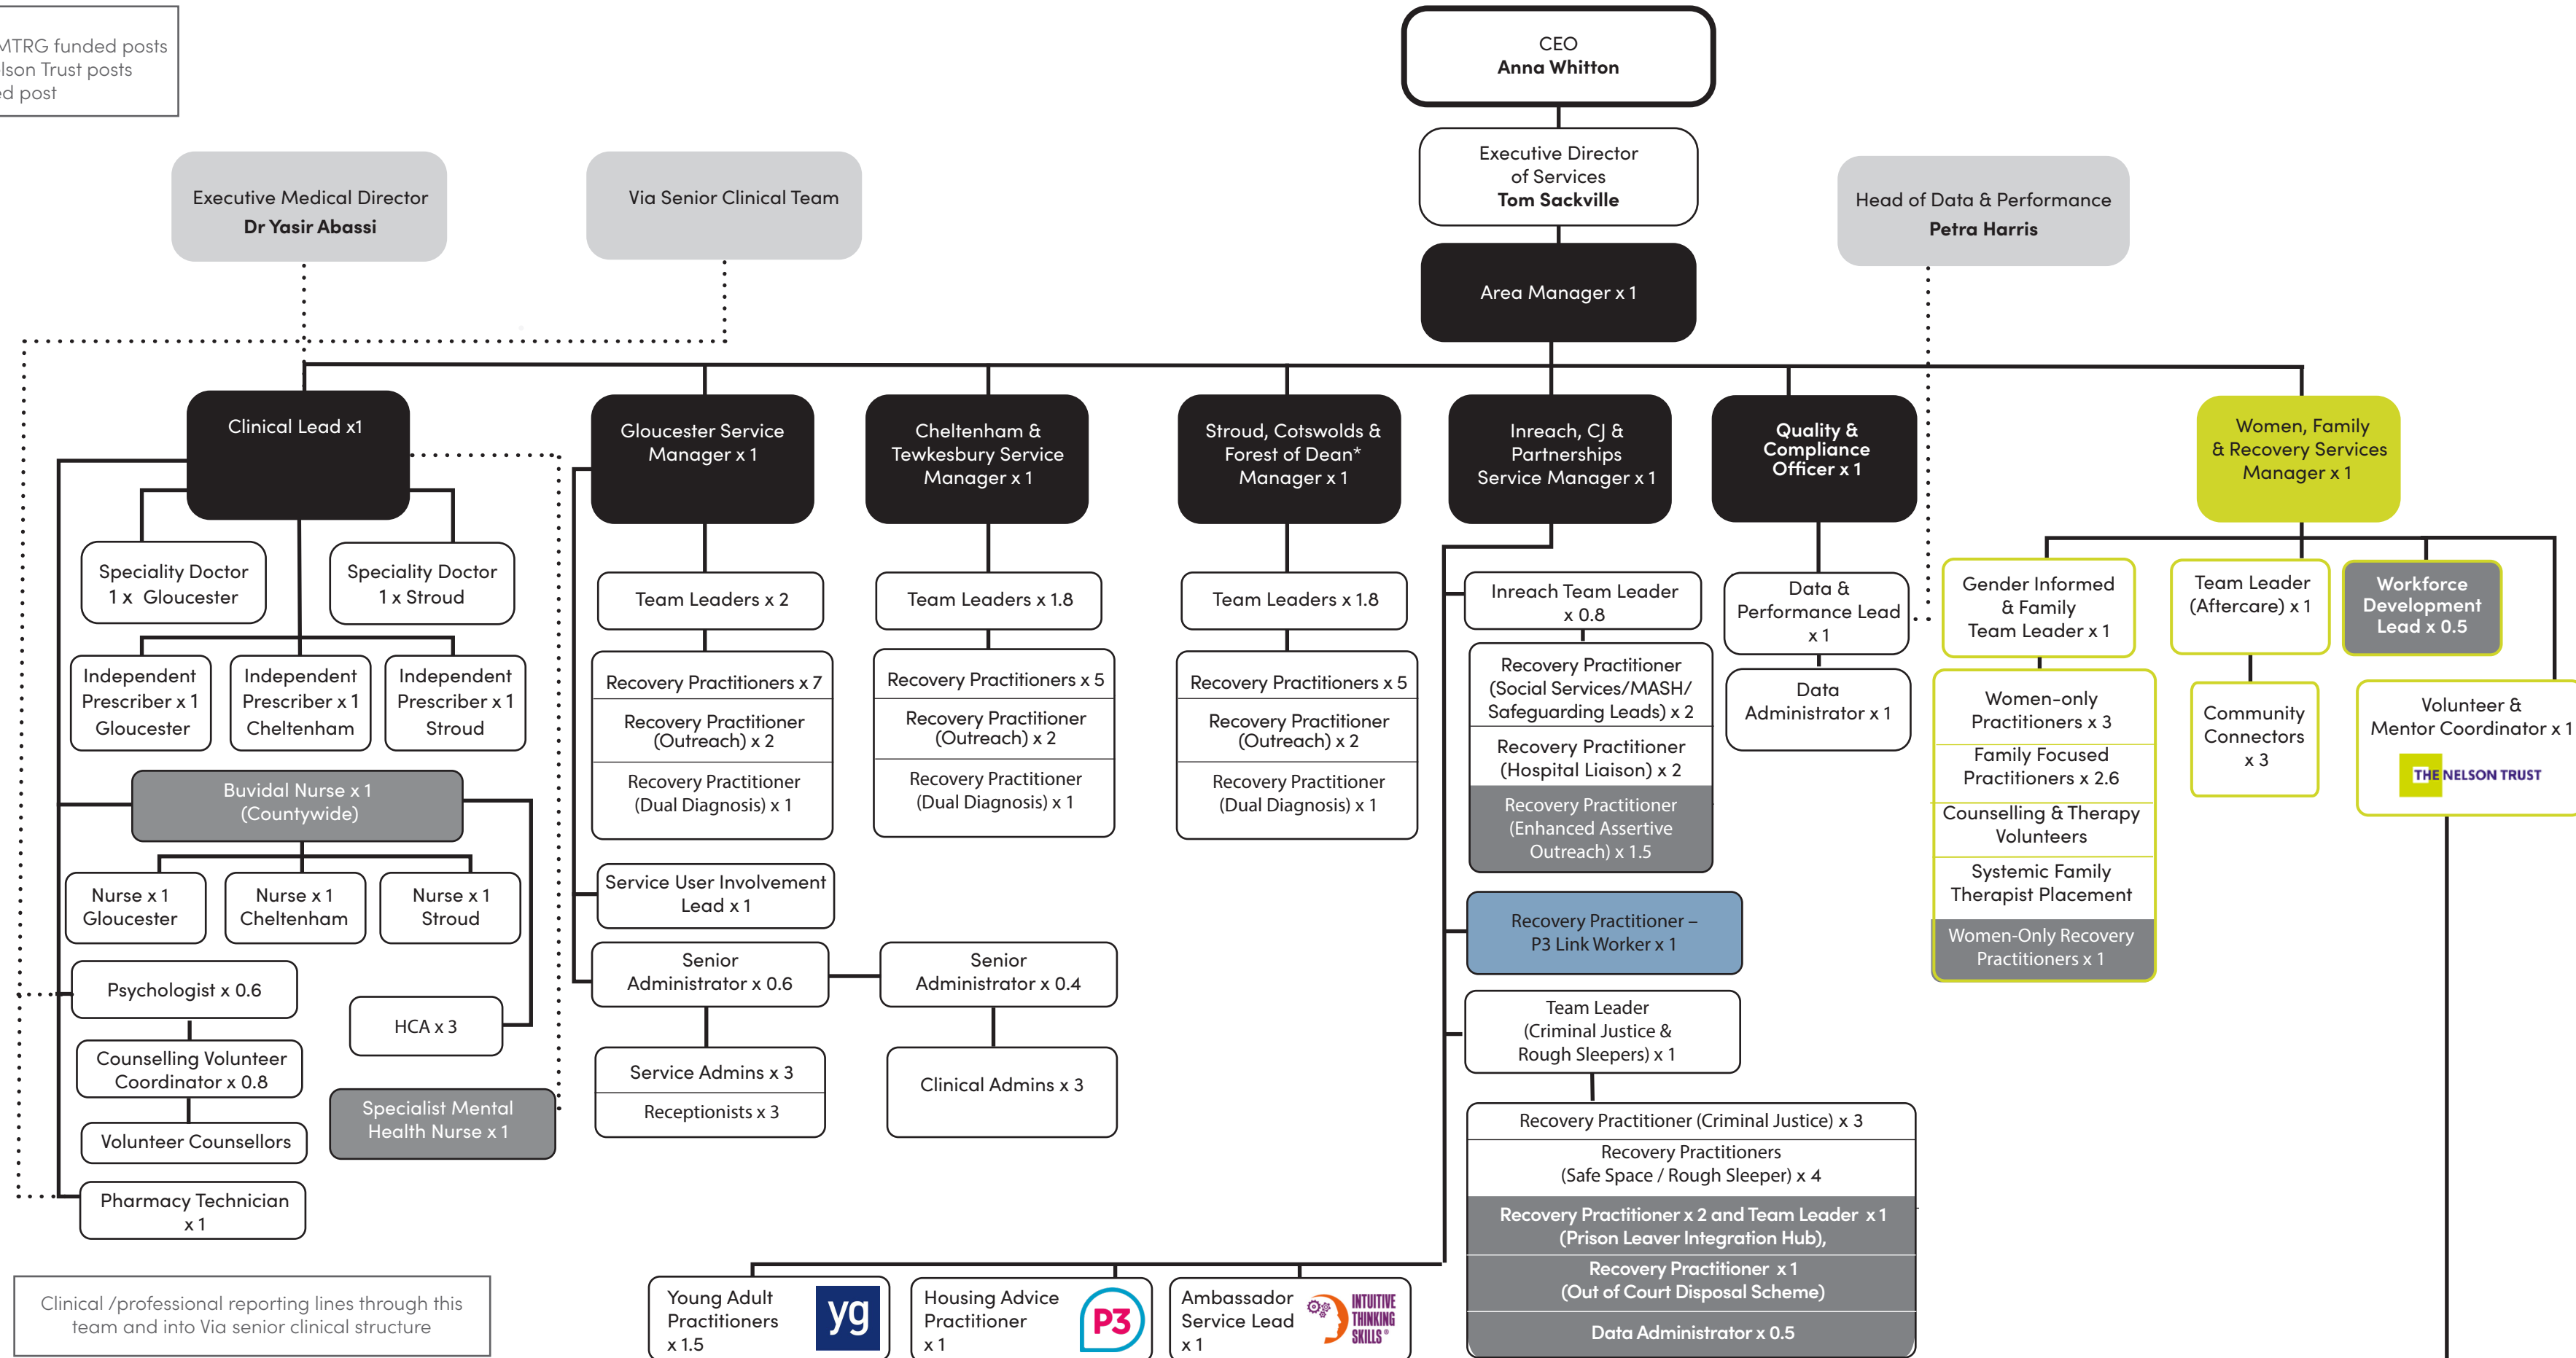 MTRG funded posts
lson Trust posts
ed post
CEO
Anna Whitton
Executive Director
of Services
Tom Sackville
Executive Medical Director
Dr Yasir Abassi
Via Senior Clinical Team
Head of Data & Performance
Petra Harris
Area Manager x 1
Clinical Lead x1
Gloucester Service
Manager x 1
Cheltenham &
Tewkesbury Service
Manager x 1
Stroud, Cotswolds &
Forest of Dean*
Manager x 1
Inreach, CJ &
Partnerships
Service Manager x 1
Quality &
Compliance
Officer x 1
Women, Family
& Recovery Services
Manager x 1
Speciality Doctor
1 x Gloucester
Speciality Doctor
1 x Stroud
Independent
Prescriber x 1
Gloucester
Independent
Prescriber x 1
Cheltenham
Independent
Prescriber x 1
Stroud
Buvidal Nurse x 1
(Countywide)
Nurse x 1
Gloucester
Nurse x 1
Cheltenham
Nurse x 1
Stroud
Psychologist x 0.6
HCA x 3
Counselling Volunteer
Coordinator x 0.8
Specialist Mental
Health Nurse x 1
Volunteer Counsellors
Pharmacy Technician
x 1
Clinical /professional reporting lines through this
team and into Via senior clinical structure
Team Leaders x 2
Recovery Practitioners x 7
Recovery Practitioner
(Outreach) x 2
Recovery Practitioner
(Dual Diagnosis) x 1
Service User Involvement
Lead x 1
Senior
Administrator x 0.6
Service Admins x 3
Receptionists x 3
Team Leaders x 1.8
Recovery Practitioners x 5
Recovery Practitioner
(Outreach) x 2
Recovery Practitioner
(Dual Diagnosis) x 1
Senior
Administrator x 0.4
Clinical Admins x 3
Team Leaders x 1.8
Recovery Practitioners x 5
Recovery Practitioner
(Outreach) x 2
Recovery Practitioner
(Dual Diagnosis) x 1
Inreach Team Leader
x 0.8
Recovery Practitioner
(Social Services/MASH/
Safeguarding Leads) x 2
Recovery Practitioner
(Hospital Liaison) x 2
Recovery Practitioner
(Enhanced Assertive
Outreach) x 1.5
Recovery Practitioner –
P3 Link Worker x 1
Team Leader
(Criminal Justice &
Rough Sleepers) x 1
Recovery Practitioner (Criminal Justice) x 3
Recovery Practitioners
(Safe Space / Rough Sleeper) x 4
Recovery Practitioner x 2 and Team Leader x 1
(Prison Leaver Integration Hub),
Recovery Practitioner x 1
(Out of Court Disposal Scheme)
Data Administrator x 0.5
Young Adult
Practitioners
x 1.5
yg
Housing Advice
Practitioner
x 1
P3
Ambassador
Service Lead
x 1
INTUITIVE
THINKING
SKILLS®
Data &
Performance Lead
x 1
Data
Administrator x 1
Gender Informed
& Family
Team Leader x 1
Women-only
Practitioners x 3
Family Focused
Practitioners x 2.6
Counselling & Therapy
Volunteers
Systemic Family
Therapist Placement
Women-Only Recovery
Practitioners x 1
Team Leader
(Aftercare) x 1
Community
Connectors
x 3
Workforce
Development
Lead x 0.5
Volunteer &
Mentor Coordinator x 1
THE NELSON TRUST